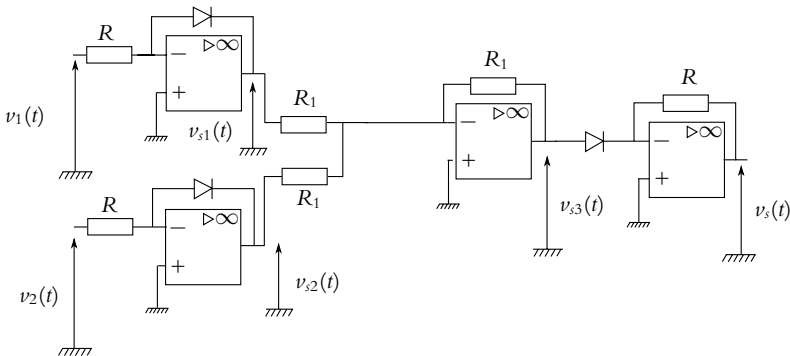 R
▷∞
−
+
v₁(t)
vₛ₁(t)
R₁
R₁
R
▷∞
−
+
v₂(t)
vₛ₂(t)
R₁
▷∞
−
+
vₛ₃(t)
R
▷∞
−
+
vₛ(t)